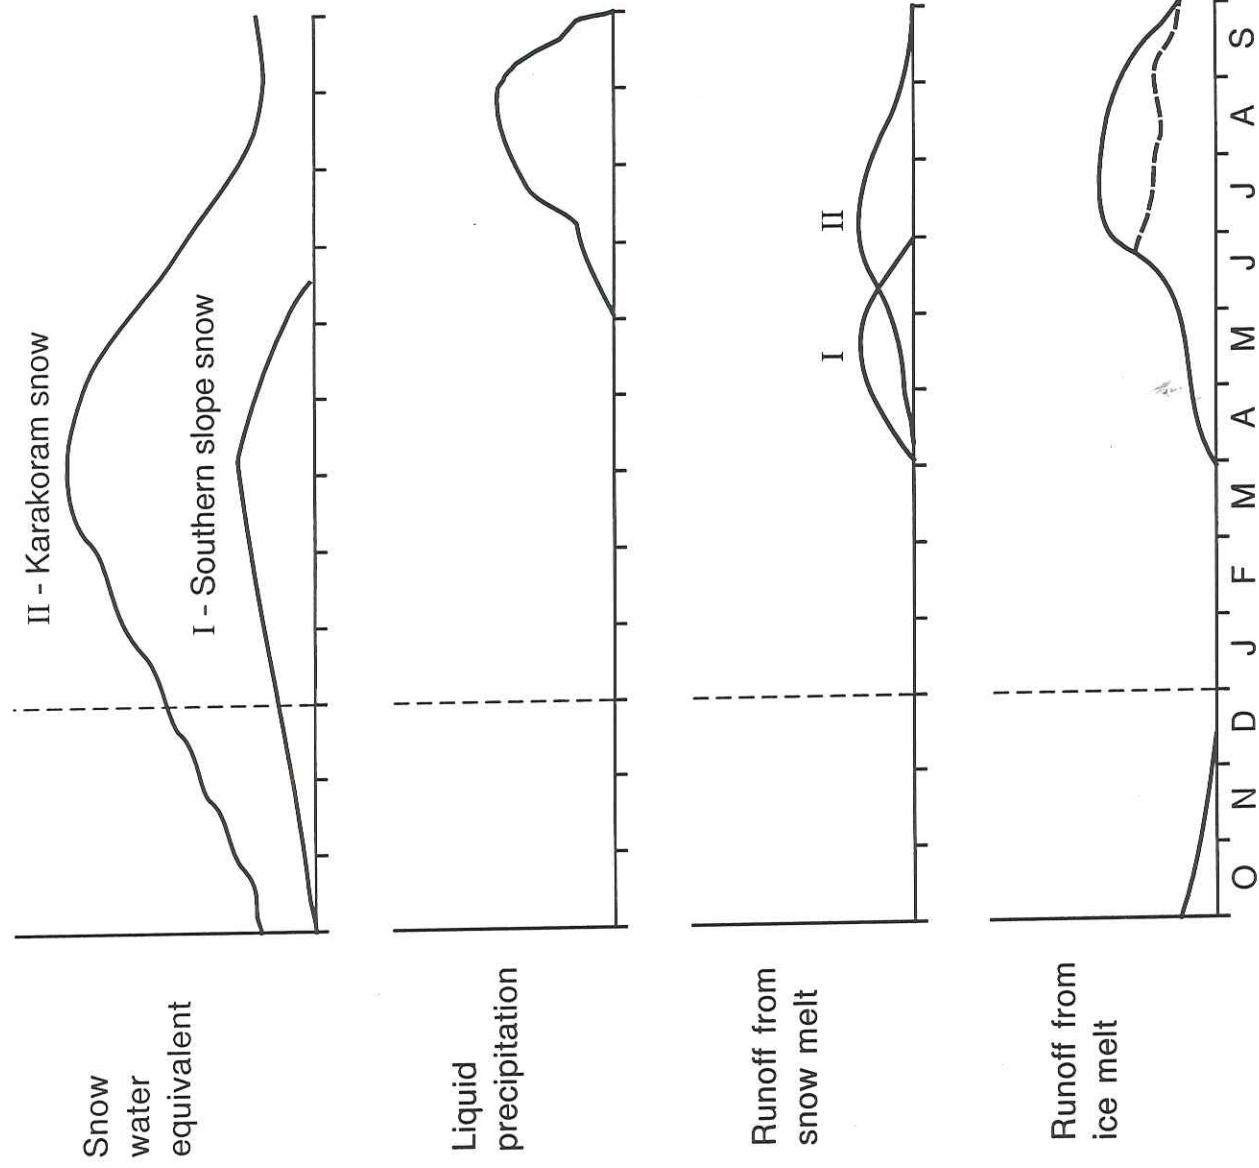 II - Karakoram snow
I - Southern slope snow
Snow
water
equivalent
Liquid
precipitation
I
II
Runoff from
snow melt
Runoff from
ice melt
O N D J F M A M J J A S